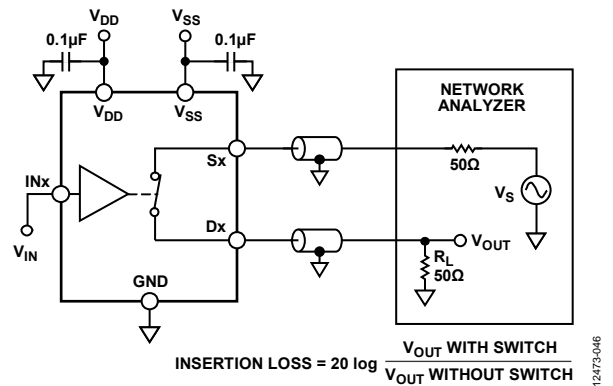 VDD
VSS
0.1µF
0.1µF
VDD
VSS
NETWORK
ANALYZER
Sx
50Ω
INx
VS
Dx
VOUT
VIN
RL
50Ω
GND
INSERTION LOSS = 20 log VOUT WITH SWITCH
VOUT WITHOUT SWITCH
12473-046